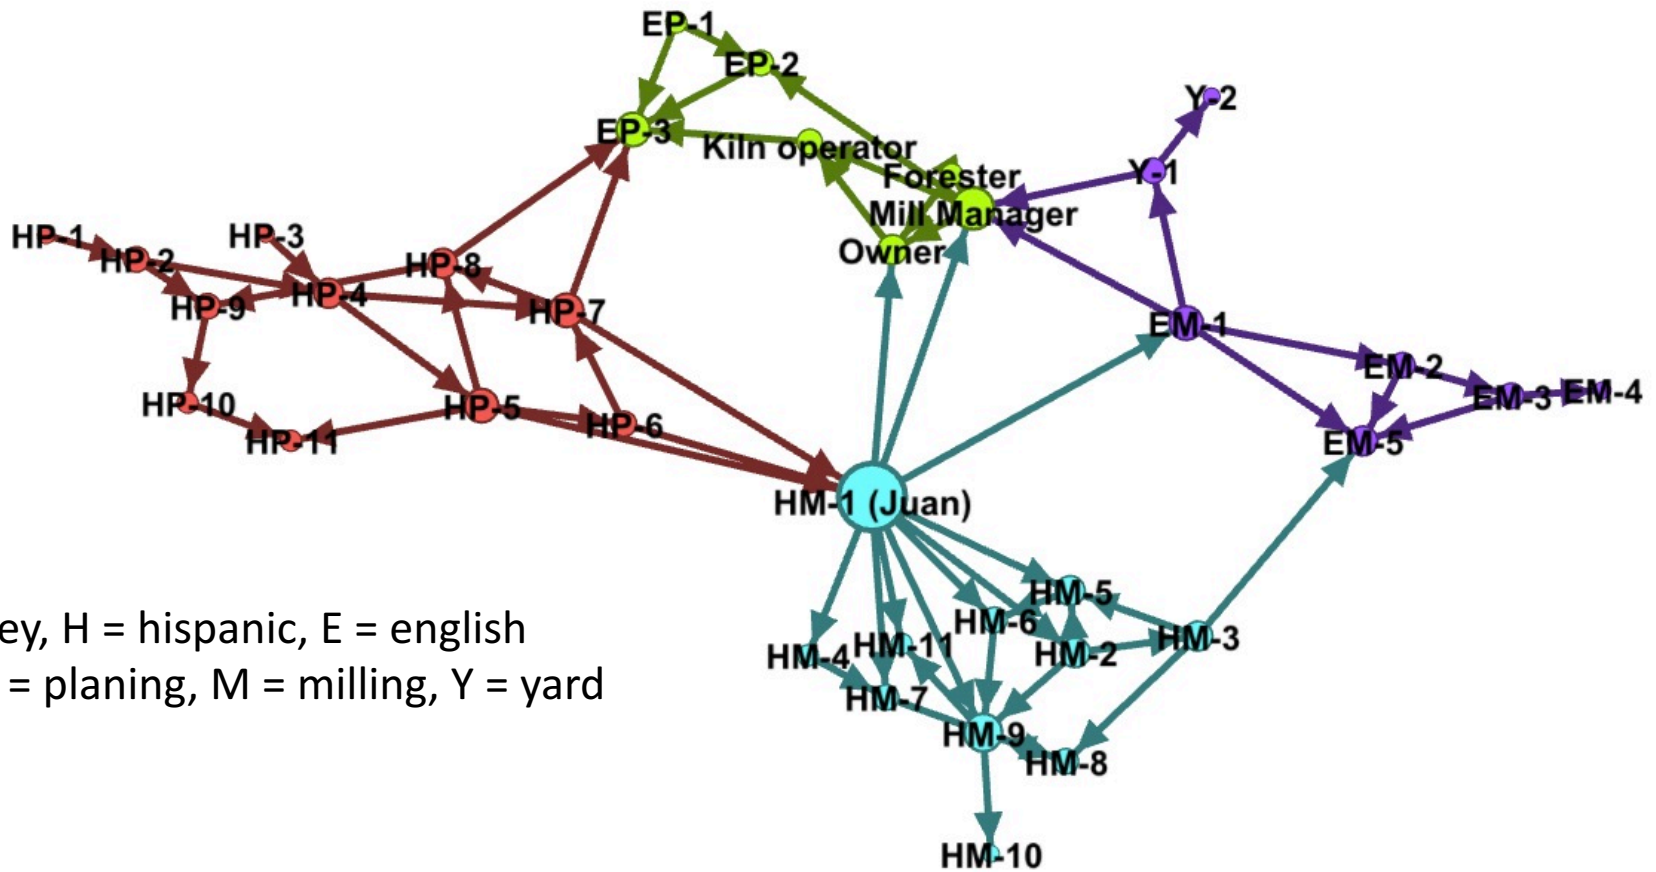 EP-1
EP-2
Y-2
EP-3
Kiln operator
Forester
Y-1
Mill Manager
Owner
HP-1
HP-2
HP-3
HP-8
HP-9
HP-4
HP-7
EM-1
EM-2
EM-3
EM-4
EM-5
HP-10
HP-5
HP-6
HP-11
HM-1 (Juan)
HM-5
HM-6
HM-3
HM-4
HM-11
HM-2
HM-7
HM-9
HM-8
HM-10
ey, H = hispanic, E = english
= planing, M = milling, Y = yard